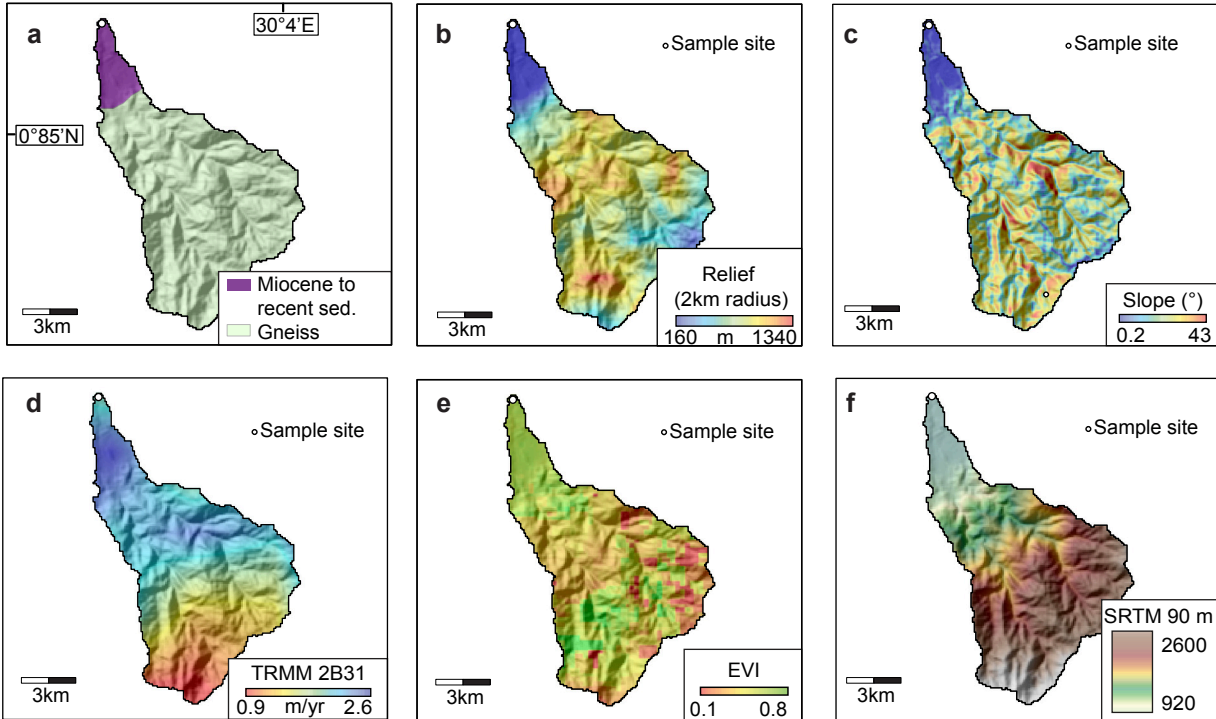 a
30°4'E
0°85'N
3km
Miocene to
recent sed.
Gneiss
b
Sample site
3km
Relief
(2km radius)
160 m 1340
c
Sample site
3km
Slope (°)
0.2 43
d
Sample site
3km
TRMM 2B31
0.9 m/yr 2.6
e
Sample site
3km
EVI
0.1 0.8
f
Sample site
3km
SRTM 90 m
2600
920